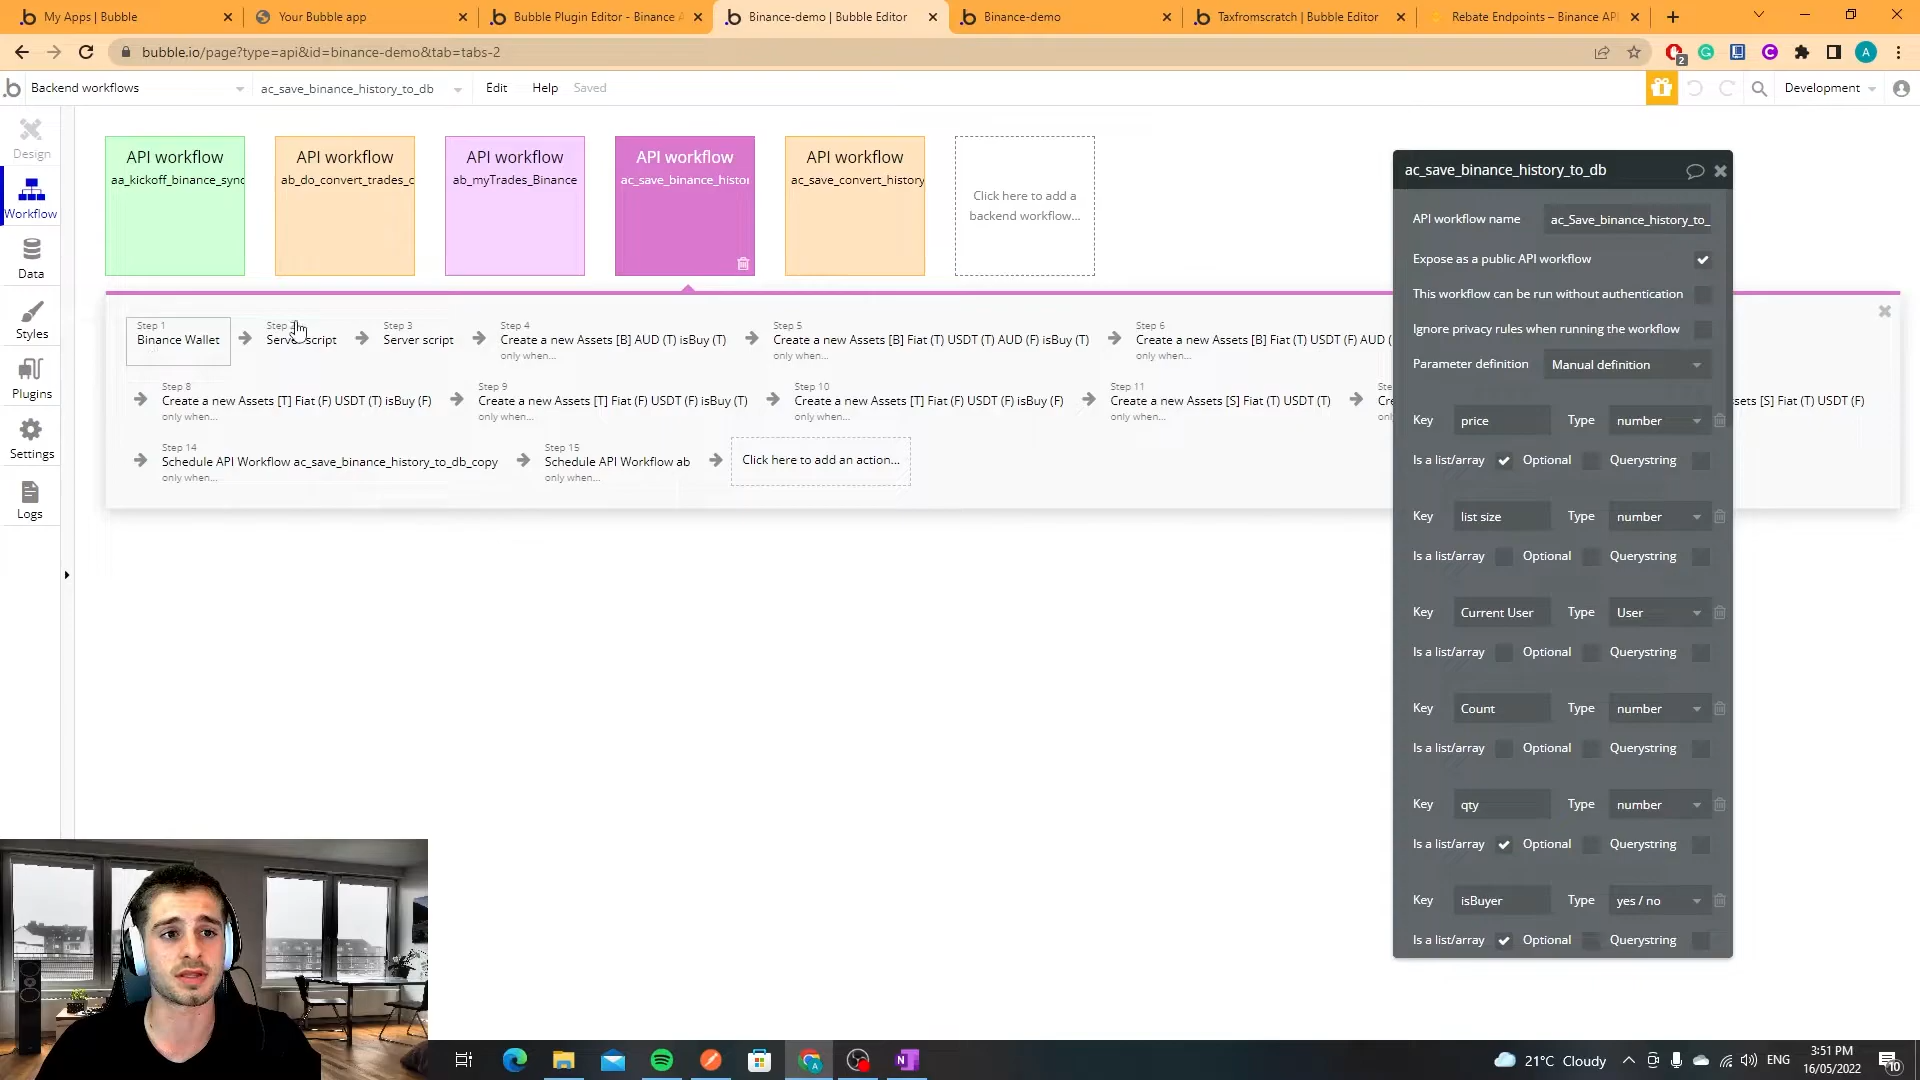 My Apps | Bubble
Your Bubble app
Bubble Plugin Editor - Binance A
Binance-demo | Bubble Editor
Binance-demo
Taxfromscratch | Bubble Editor
Rebate Endpoints – Binance API
bubble.io/page?type=api&id=binance-demo&tab=tabs-2
2
A
Backend workflows
ac_save_binance_history_to_db
Edit
Help
Saved
Development
Design
Workflow
Data
Styles
Plugins
Settings
Logs
API workflow
aa_kickoff_binance_sync
API workflow
ab_do_convert_trades_c
API workflow
ab_myTrades_Binance
API workflow
ac_save_binance_histor
API workflow
ac_save_convert_history
Click here to add a
backend workflow...
Step 1
Binance Wallet
Step 2
Server script
Step 3
Server script
Step 4
Create a new Assets [B] AUD (T) isBuy (T)
only when...
Step 5
Create a new Assets [B] Fiat (T) USDT (T) AUD (F) isBuy (T)
only when...
Step 6
Create a new Assets [B] Fiat (T) USDT (F) AUD (
only when...
Step 8
Create a new Assets [T] Fiat (F) USDT (T) isBuy (F)
only when...
Step 9
Create a new Assets [T] Fiat (F) USDT (F) isBuy (T)
only when...
Step 10
Create a new Assets [T] Fiat (F) USDT (F) isBuy (F)
only when...
Step 11
Create a new Assets [S] Fiat (T) USDT (T)
only when...
ssets [S] Fiat (T) USDT (F)
Step 14
Schedule API Workflow ac_save_binance_history_to_db_copy
only when...
Step 15
Schedule API Workflow ab
only when...
Click here to add an action...
ac_save_binance_history_to_db
API workflow name
ac_Save_binance_history_to_
Expose as a public API workflow
This workflow can be run without authentication
Ignore privacy rules when running the workflow
Parameter definition
Manual definition
Key price Type number
Is a list/array Optional Querystring
Key list size Type number
Is a list/array Optional Querystring
Key Current User Type User
Is a list/array Optional Querystring
Key Count Type number
Is a list/array Optional Querystring
Key qty Type number
Is a list/array Optional Querystring
Key isBuyer Type yes / no
Is a list/array Optional Querystring
21°C Cloudy
ENG
3:51 PM
16/05/2022
10